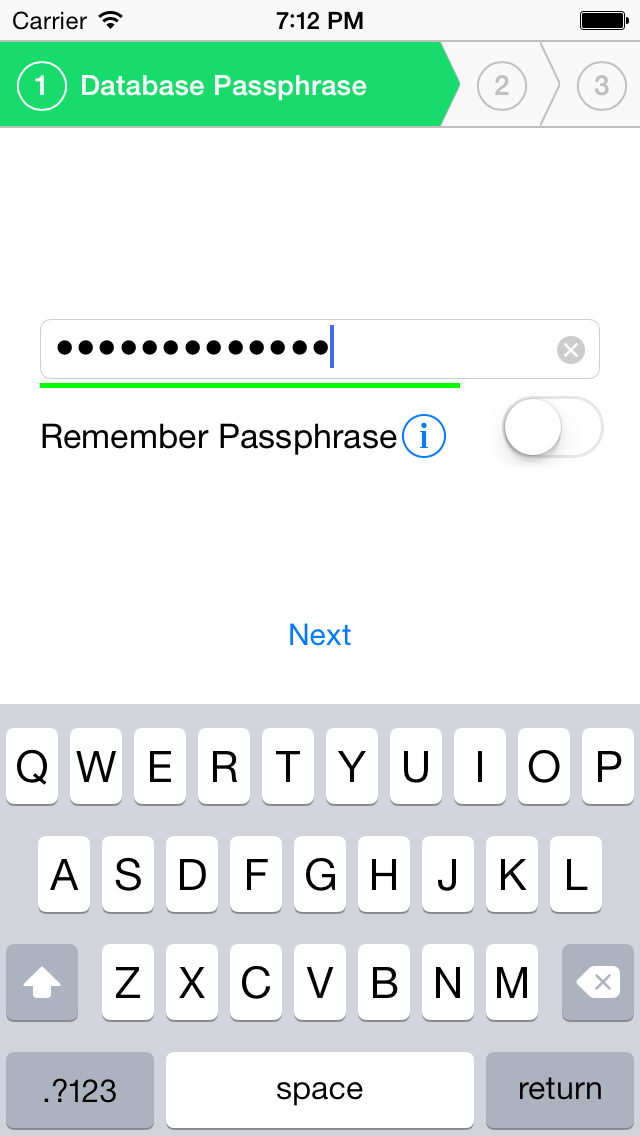 Carrier 7:12 PM
1 Database Passphrase 2 3
●●●●●●●●●●●●●
Remember Passphrase i
Next
Q W E R T Y U I O P
A S D F G H J K L
Z X C V B N M
.?123 space return